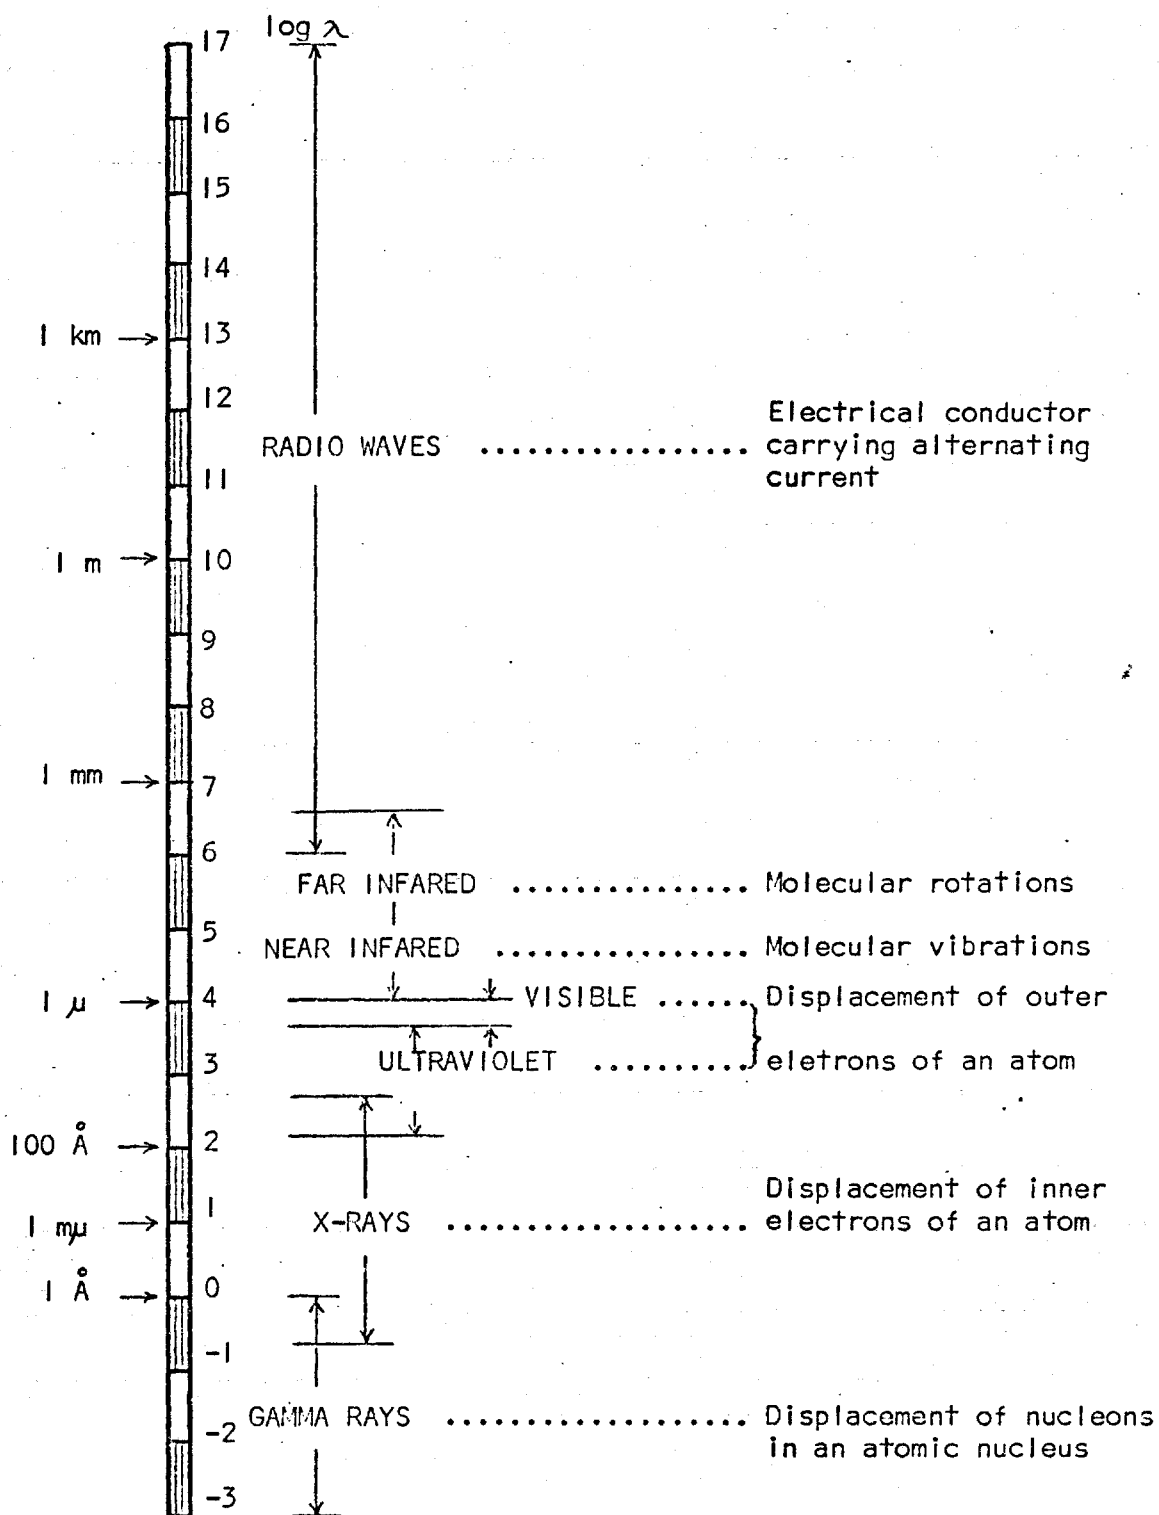 log λ
17
16
15
14
1 km → 13
12
Electrical conductor
RADIO WAVES ................. carrying alternating
current
11
1 m → 10
9
8
1 mm → 7
6
FAR INFARED ............... Molecular rotations
5
NEAR INFARED ................ Molecular vibrations
1 μ → 4 VISIBLE ...... Displacement of outer
3 ULTRAVIOLET .......... eletrons of an atom
100 Å → 2
Displacement of inner
1
1 mμ → X-RAYS ................... electrons of an atom
1 Å → 0
-1
GAMMA RAYS ................... Displacement of nucleons
-2
in an atomic nucleus
-3